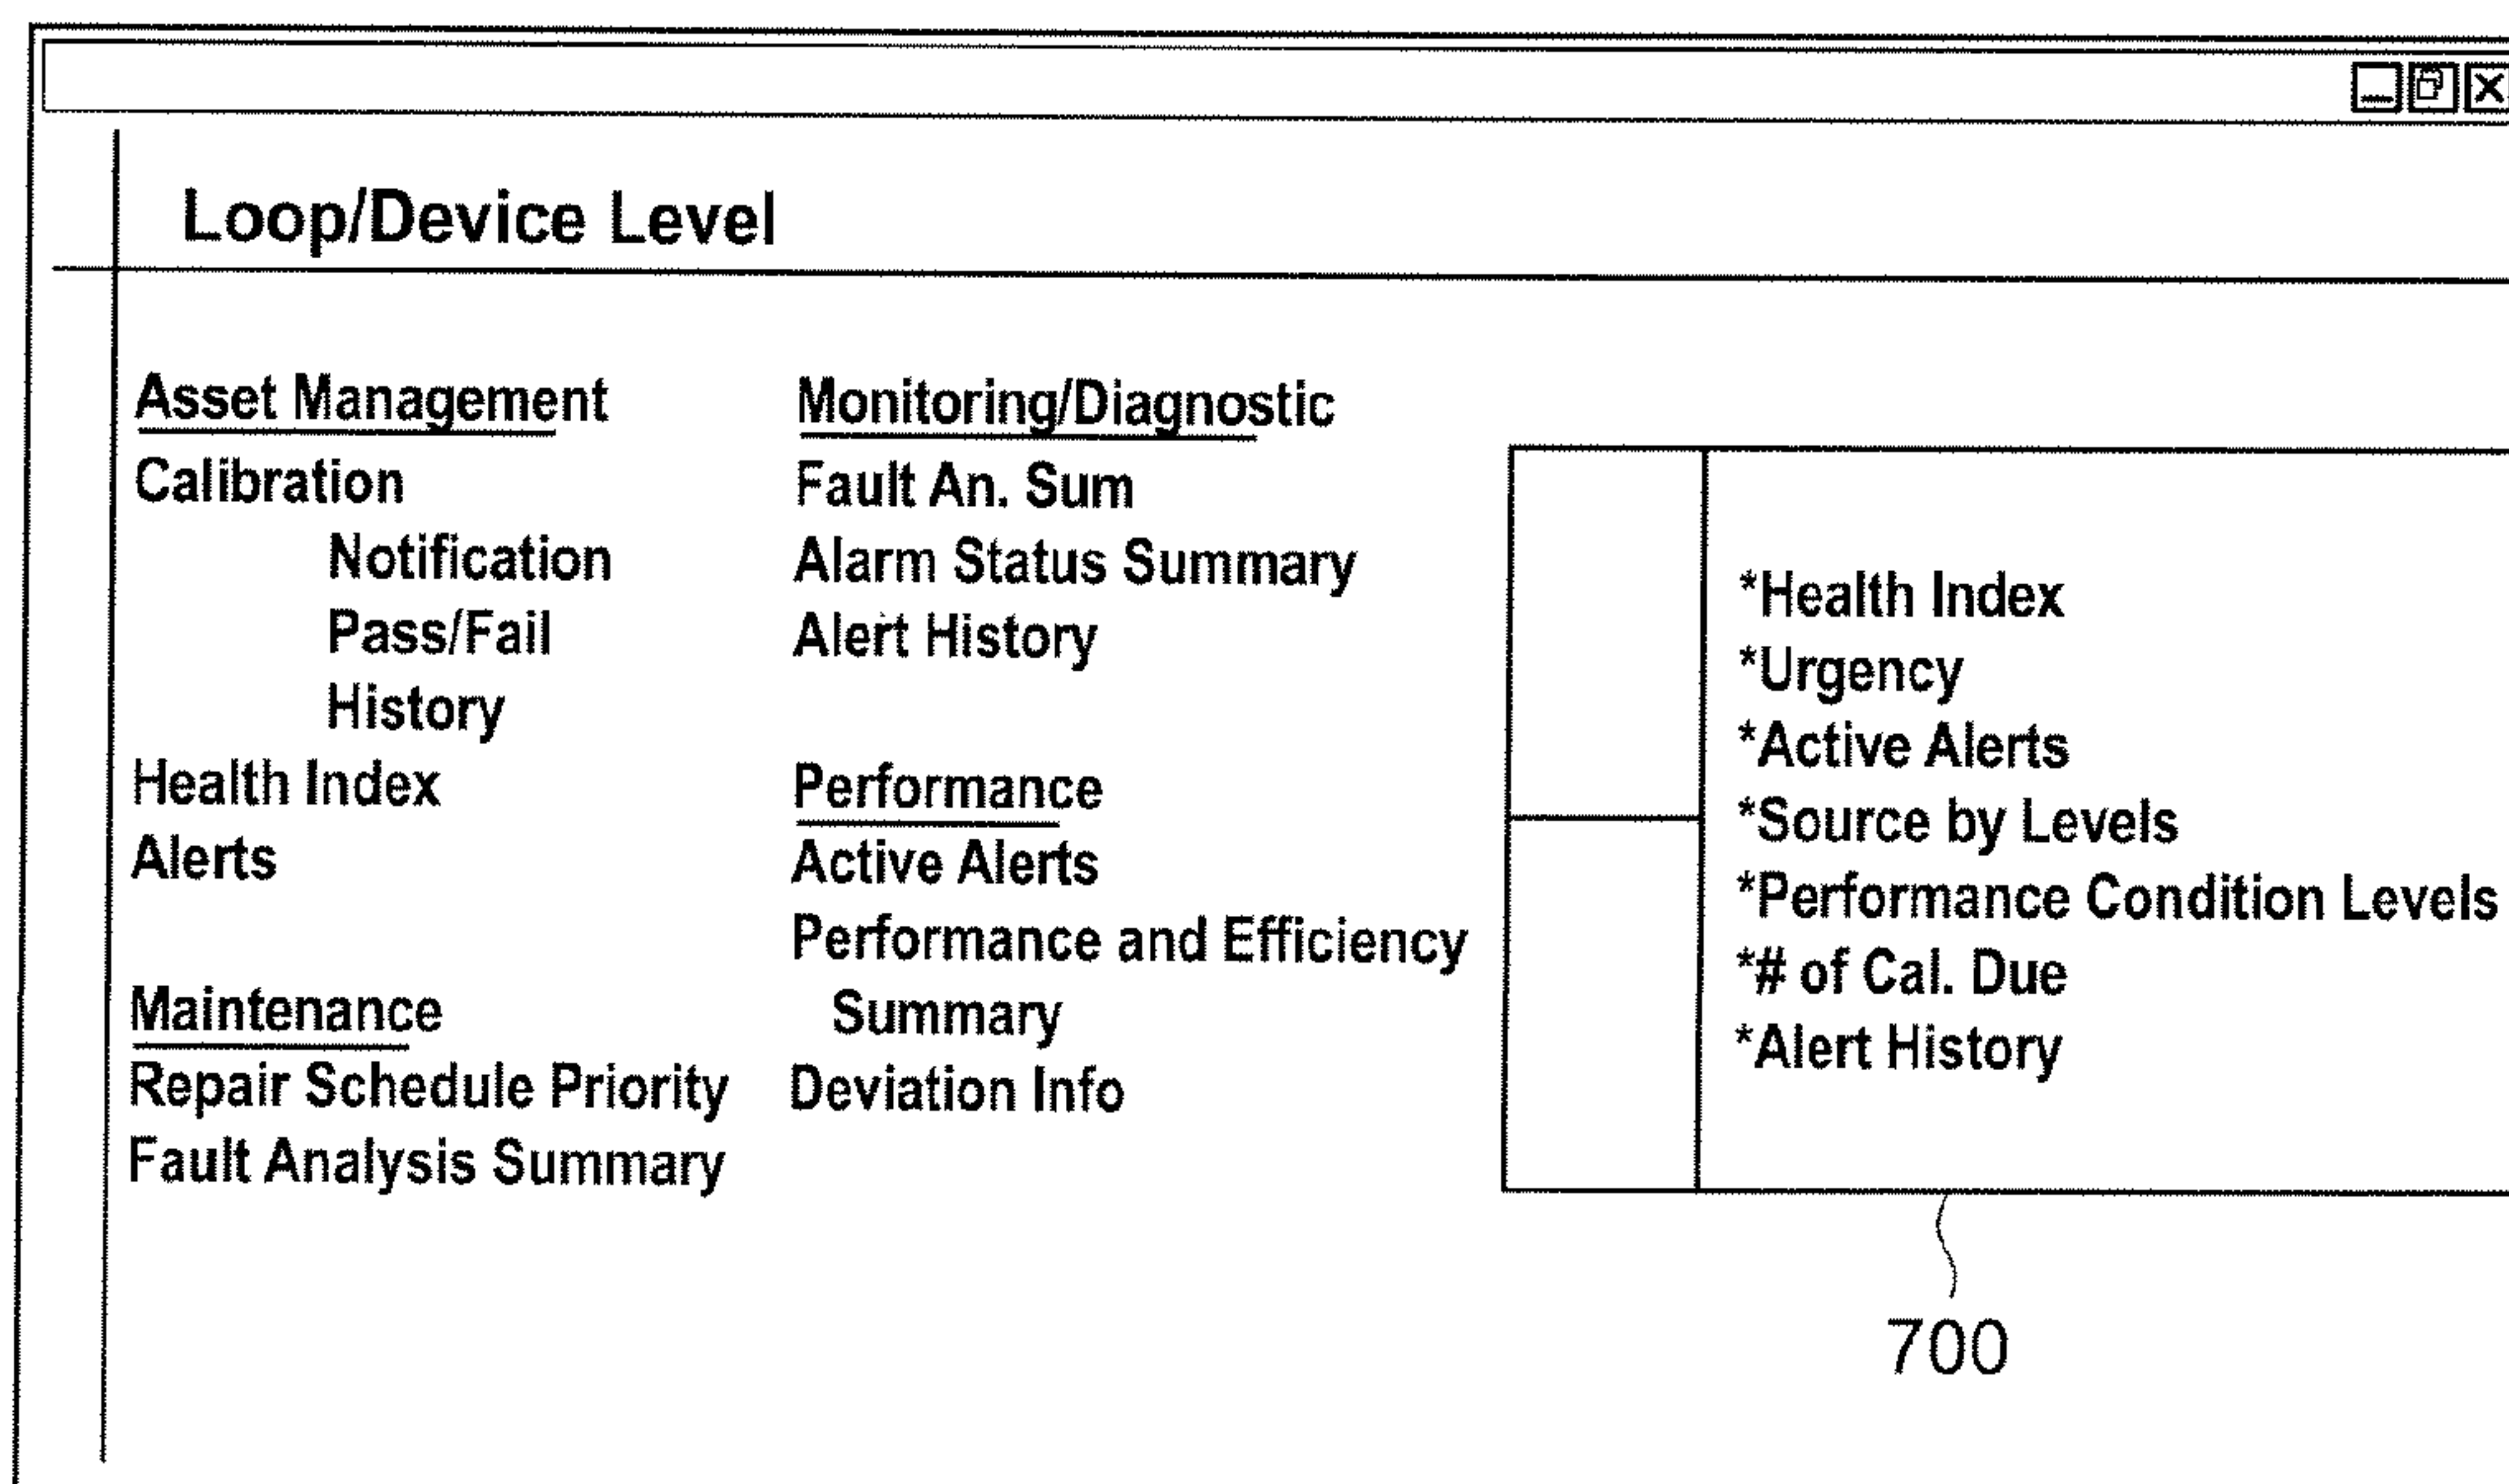 Loop/Device Level
Asset Management
Calibration
Notification
Pass/Fail
History
Health Index
Alerts
Maintenance
Repair Schedule Priority
Fault Analysis Summary
Monitoring/Diagnostic
Fault An. Sum
Alarm Status Summary
Alert History
Performance
Active Alerts
Performance and Efficiency
Summary
Deviation Info
*Health Index
*Urgency
*Active Alerts
*Source by Levels
*Performance Condition Levels
*# of Cal. Due
*Alert History
700